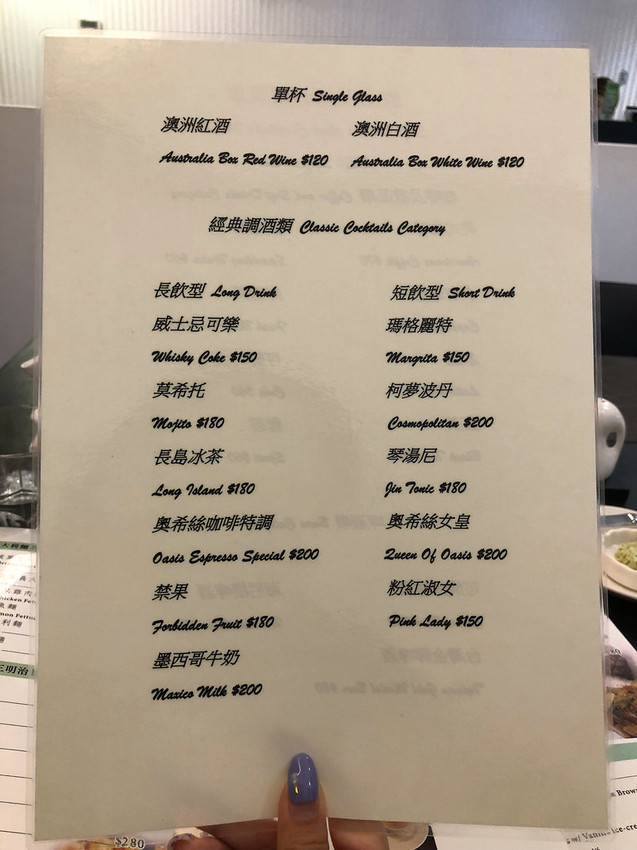 單杯 Single Glass
澳洲紅酒 澳洲白酒
Australia Box Red Wine $120 Australia Box White Wine $120
經典調酒類 Classic Cocktails Category
長飲型 Long Drink 短飲型 Short Drink
威士忌可樂 瑪格麗特
Whisky Coke $150 Margrita $150
莫希托 柯夢波丹
Mojito $180 Cosmopolitan $200
長島冰茶 琴湯尼
Long Island $180 Jin Tonic $180
奧希絲咖啡特調 奧希絲女皇
Oasis Espresso Special $200 Queen Of Oasis $200
禁果 粉紅淑女
Forbidden Fruit $180 Pink Lady $150
墨西哥牛奶
Maxico Milk $200
三明治
$280